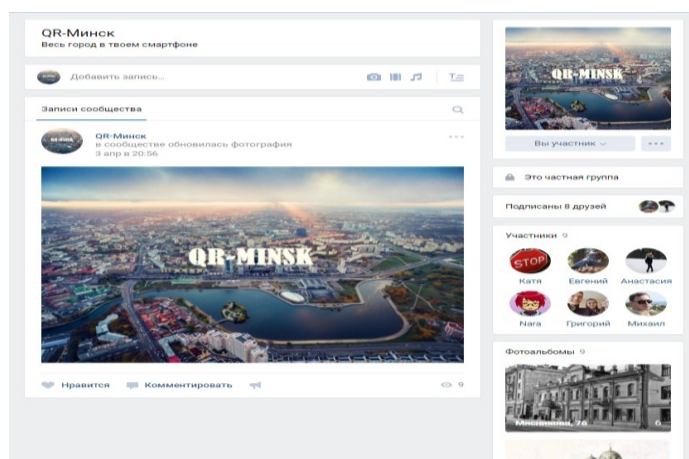 QR-Минск
Весь город в твоем смартфоне
Добавить запись...
Записи сообщества
QR-Минск
в сообществе обновилась фотография
3 апр в 20:56
QR-MINSK
Нравится Комментировать 9
QR-MINSK
Вы участник
Это частная группа
Подписаны 8 друзей
Участники 9
STOP
Катя Евгений Анастасия
Nara Григорий Михаил
Фотоальбомы 9
Мясникова, 76 6